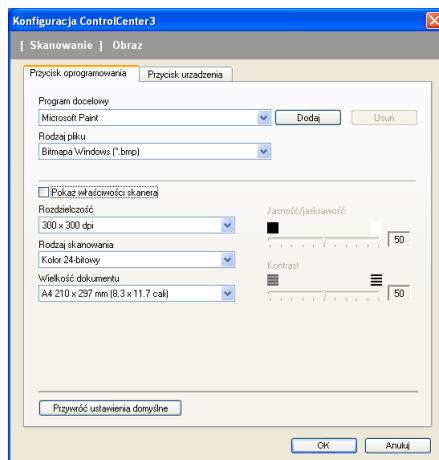 Konfiguracja ControlCenter3
[ Skanowanie ] Obraz
Przycisk oprogramowania
Przycisk urzadzenia
Program docelowy
Microsoft Paint
Dodaj
Usuń
Rodzaj pliku
Bitmapa Windows (*.bmp)
Pokaż właściwości skanera
Rozdzielczość
300 x 300 dpi
Rodzaj skanowania
Kolor 24-bitowy
Wielkość dokumentu
A4 210 x 297 mm (8.3 x 11.7 cali)
Jasność/jaskrawość
50
Kontrast
50
Przywróć ustawienia domyślne
OK
Anuluj